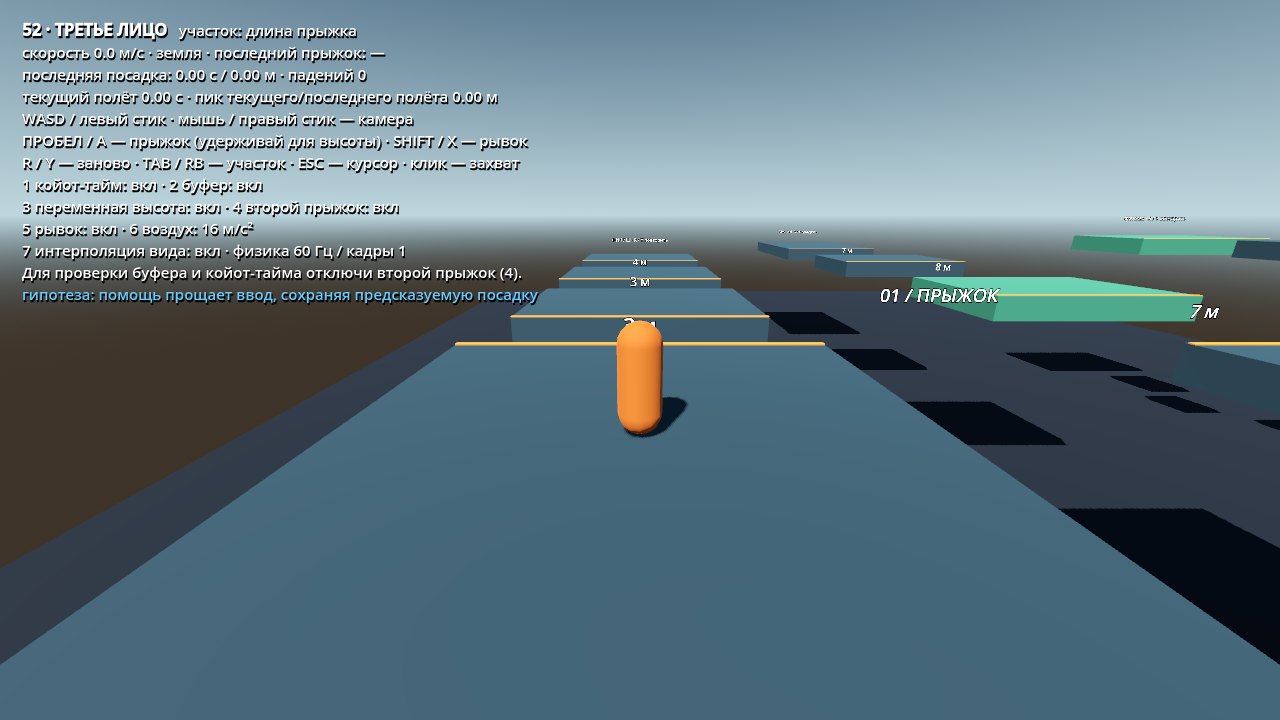 52 · ТРЕТЬЕ ЛИЦО участок: длина прыжка
скорость 0.0 м/с · земля · последний прыжок: —
последняя посадка: 0.00 с / 0.00 м · падений 0
текущий полёт 0.00 с · пик текущего/последнего полёта 0.00 м
WASD / левый стик · мышь / правый стик — камера
ПРОБЕЛ / A — прыжок (удерживай для высоты) · SHIFT / X — рывок
R / Y — заново · TAB / RB — участок · ESC — курсор · клик — захват
1 койот-тайм: вкл · 2 буфер: вкл
3 переменная высота: вкл · 4 второй прыжок: вкл
5 рывок: вкл · 6 воздух: 16 м/с²
7 интерполяция вида: вкл · физика 60 Гц / кадры 1
Для проверки буфера и койот-тайма отключи второй прыжок (4).
гипотеза: помощь прощает ввод, сохраняя предсказуемую посадку
7 м
4 м
8 м
3 м
01 / ПРЫЖОК
7 м